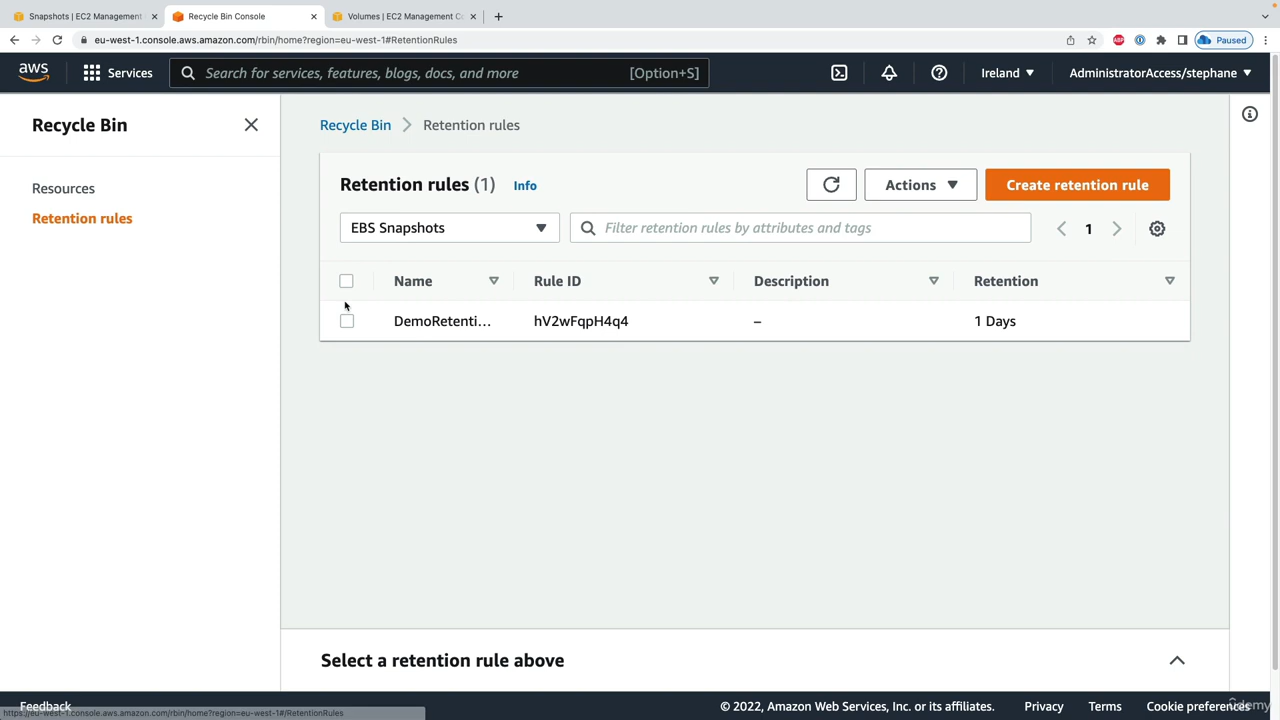 Snapshots | EC2 Management
Recycle Bin Console
Volumes | EC2 Management Co
eu-west-1.console.aws.amazon.com/rbin/home?region=eu-west-1#RetentionRules
ABP
Paused
aws
Services
Search for services, features, blogs, docs, and more
[Option+S]
Ireland
AdministratorAccess/stephane
Recycle Bin
Resources
Retention rules
Recycle Bin
Retention rules
Retention rules (1)
Info
Actions
Create retention rule
EBS Snapshots
Filter retention rules by attributes and tags
1
Name
Rule ID
Description
Retention
DemoRetenti...
hV2wFqpH4q4
–
1 Days
Select a retention rule above
Feedback
© 2022, Amazon Web Services, Inc. or its affiliates.
Privacy
Terms
Cookie preferences
Udemy
https://eu-west-1.console.aws.amazon.com/rbin/home?region=eu-west-1#/RetentionRules